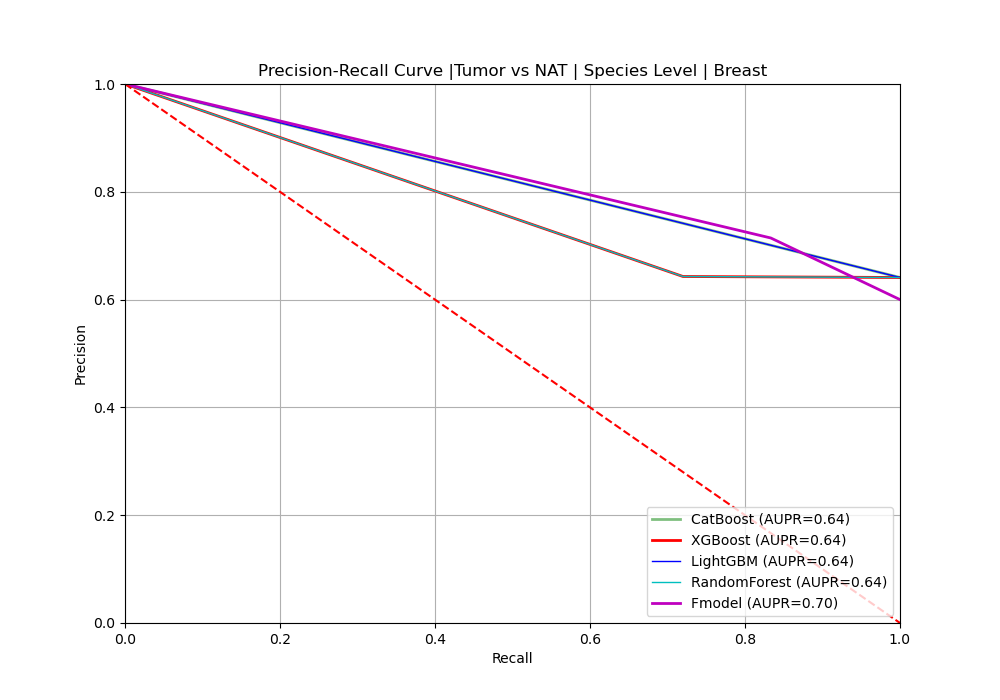 Precision-Recall Curve |Tumor vs NAT | Species Level | Breast
1.0
0.8
0.6
0.4
0.2
0.0
Precision
0.0 0.2 0.4 0.6 0.8 1.0
Recall
CatBoost (AUPR=0.64)
XGBoost (AUPR=0.64)
LightGBM (AUPR=0.64)
RandomForest (AUPR=0.64)
Fmodel (AUPR=0.70)